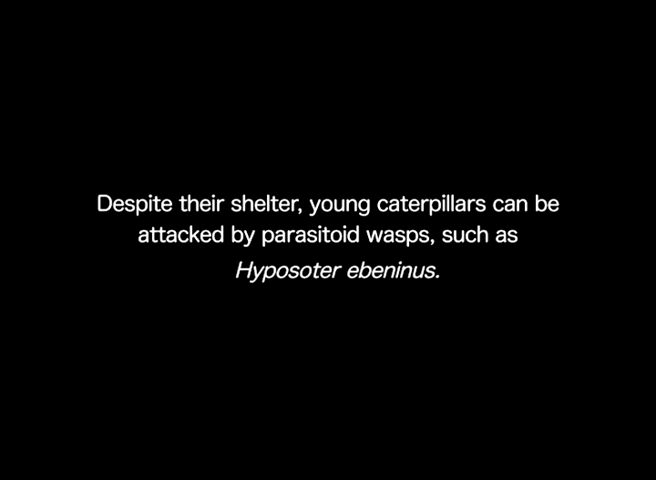 Despite their shelter, young caterpillars can be
attacked by parasitoid wasps, such as
Hyposoter ebeninus.